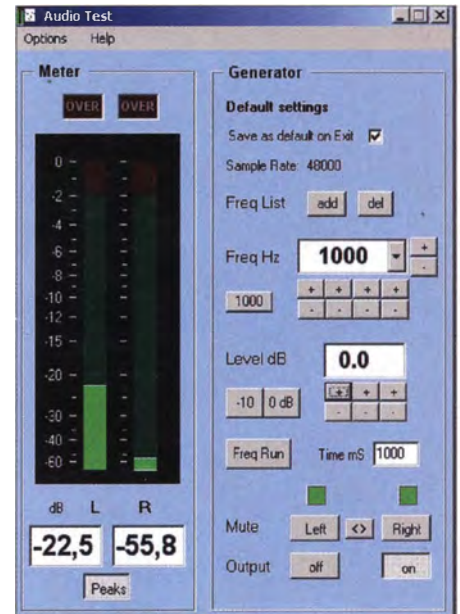 Audio Test
Options Help
Meter
OVER OVER
0 -
-2 -
-4 -
-6 -
-8 -
-10 -
-12 -
-15 -
-20 -
-30 -
-40 -
-60 -
dB L R
-22,5 -55,8
Peaks
Generator
Default settings
Save as default on Exit
Sample Rate: 48000
Freq List add del
Freq Hz 1000 + -
1000 + + + +
- - - -
Level dB 0.0
-10 0 dB + + +
- - -
Freq Run Time mS 1000
Mute Left <> Right
Output off on